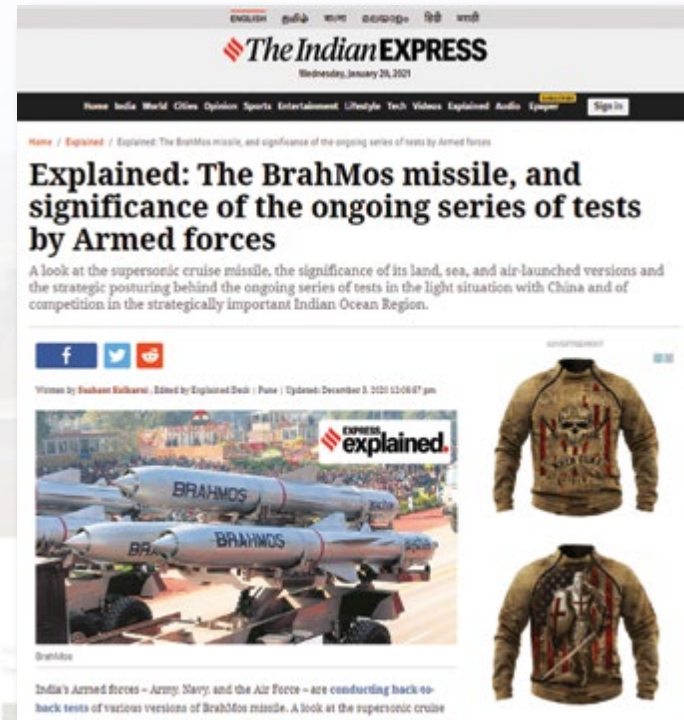 ENGLISH தமிழ் বাংলা മലയാളം हिंदी मराठी
The Indian EXPRESS
Wednesday, January 20, 2021
Home India World Cities Opinion Sports Entertainment Lifestyle Tech Videos Explained Audio Epaper Sign in
Home / Explained / Explained: The BrahMos missile, and significance of the ongoing series of tests by Armed forces
Explained: The BrahMos missile, and
significance of the ongoing series of tests
by Armed forces
A look at the supersonic cruise missile, the significance of its land, sea, and air-launched versions and
the strategic posturing behind the ongoing series of tests in the light situation with China and of
competition in the strategically important Indian Ocean Region.
ADVERTISEMENT
Written by Sushant Kulkarni, Edited by Explained Desk | Pune | Updated: December 3, 2020
EXPRESS
explained.
BRAHMOS
BRAHMOS
BrahMos
India's Armed forces – Army, Navy, and the Air Force – are conducting back-to-
back tests of various versions of BrahMos missile. A look at the supersonic cruise